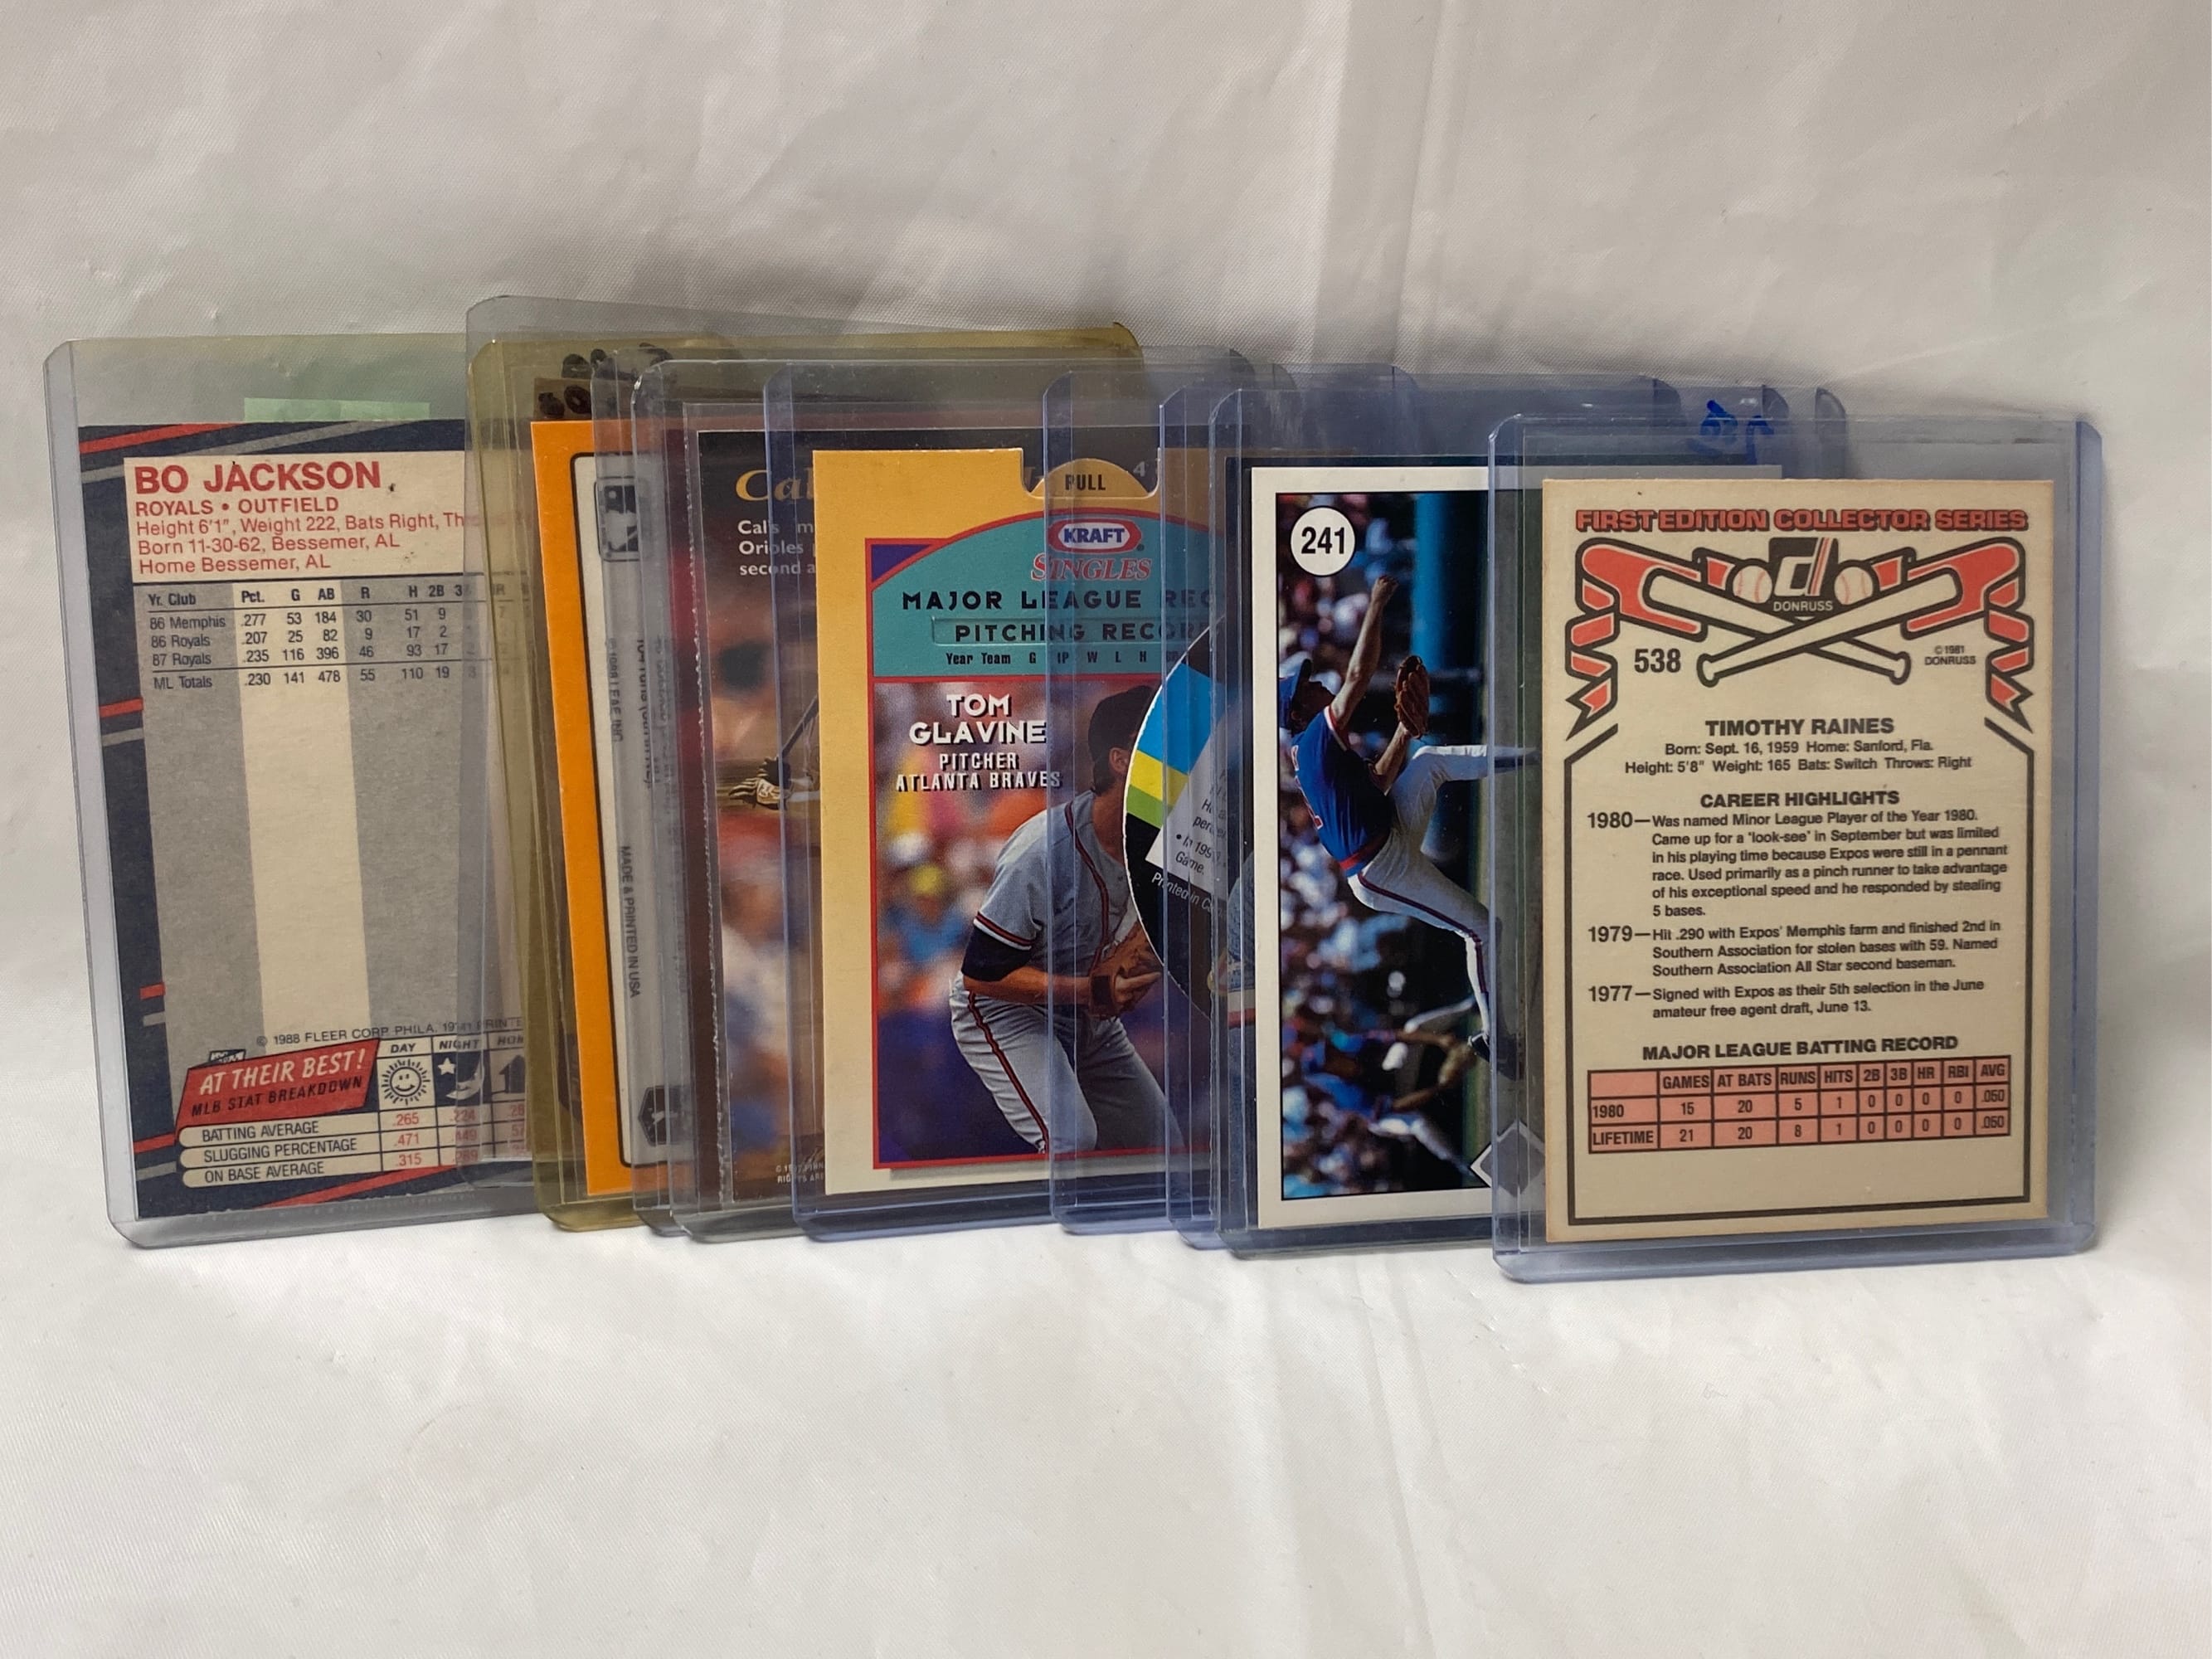 BO JACKSON
ROYALS • OUTFIELD
Height 6'1", Weight 222, Bats Right,
Born 11-30-62, Bessemer, AL
Home Bessemer, AL
Yr. Club Pct. G AB R H 2B
86 Memphis .277 53 184 30 51 9
86 Royals .207 25 82 9 17 2
87 Royals .235 116 396 46 93 17
ML Totals .230 141 478 55 110 19
© 1988 FLEER CORP. PHILA. 19141
AT THEIR BEST!
MLB STAT BREAKDOWN
DAY NIGHT
BATTING AVERAGE .265 .224
SLUGGING PERCENTAGE .471
ON BASE AVERAGE .315 .289
MADE & PRINTED IN USA
Cal's
Orioles
second
PULL
KRAFT
SINGLES
MAJOR LEAGUE
PITCHING
Year Team G IP W L H
TOM
GLAVINE
PITCHER
ATLANTA BRAVES
Game.
Printed in
241
FIRST EDITION COLLECTOR SERIES
DONRUSS
538
© 1981
DONRUSS
TIMOTHY RAINES
Born: Sept. 16, 1959 Home: Sanford, Fla.
Height: 5'8" Weight: 165 Bats: Switch Throws: Right
CAREER HIGHLIGHTS
1980—Was named Minor League Player of the Year 1980.
Came up for a "look-see" in September but was limited
in his playing time because Expos were still in a pennant
race. Used primarily as a pinch runner to take advantage
of his exceptional speed and he responded by stealing
5 bases.
1979—Hit .290 with Expos' Memphis farm and finished 2nd in
Southern Association for stolen bases with 59. Named
Southern Association All Star second baseman.
1977—Signed with Expos as their 5th selection in the June
amateur free agent draft, June 13.
MAJOR LEAGUE BATTING RECORD
GAMES AT BATS RUNS HITS 2B 3B HR RBI AVG
1980 15 20 5 1 0 0 0 0 .050
LIFETIME 21 20 8 1 0 0 0 0 .050